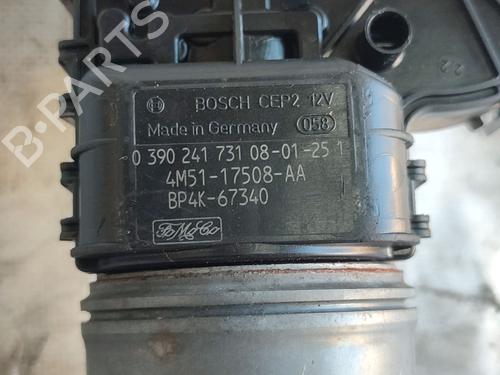 BOSCH CEP2 12V
Made in Germany 058
0 390 241 731 08-01-25 1
4M51-17508-AA
BP4K-67340
FoMoCo
22
B-PARTS